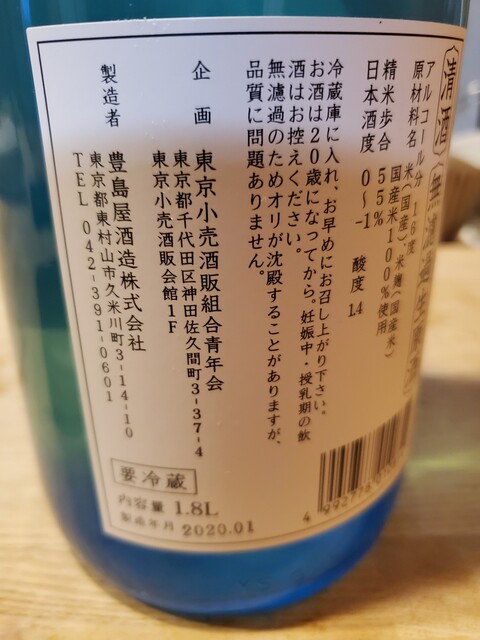 清酒 無濾過生原酒
アルコール分 18度
原材料名 米(国産)、米麹(国産米)
国産米100%使用
精米歩合 55%
日本酒度 0〜-1 酸度 1.4
冷蔵庫に入れ、お早めにお召し上がり下さい。
お酒は20歳になってから。妊娠中・授乳期の飲
酒はお控えください。
無濾過のためオリが沈殿することがありますが、
品質に問題ありません。
企画 東京小売酒販組合青年会
東京都千代田区神田佐久間町3-37-4
東京小売酒販会館1F
製造者 豊島屋酒造株式会社
東京都東村山市久米川町3-14-10
TEL 042-391-0601
要冷蔵
内容量 1.8L
製造年月 2020.01